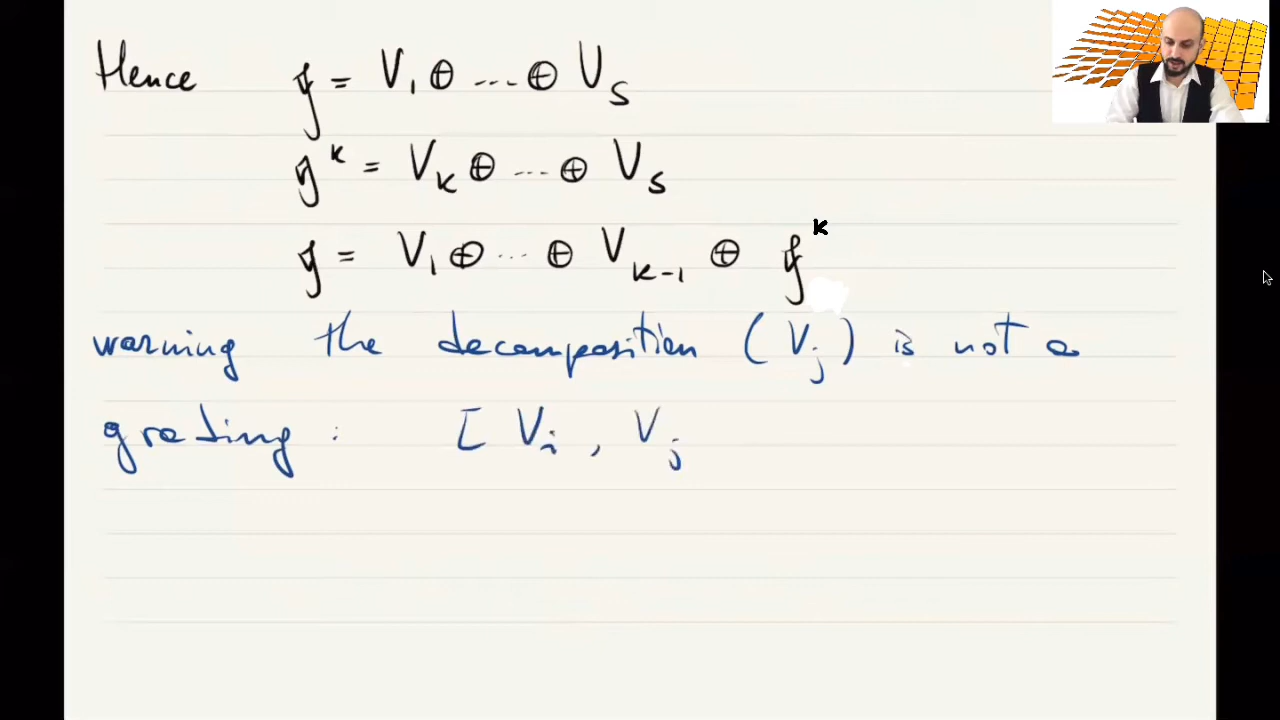 Hence 𝔤 = V₁ ⊕ ... ⊕ Vₛ
𝔤ᵏ = Vₖ ⊕ ... ⊕ Vₛ
𝔤 = V₁ ⊕ ... ⊕ Vₖ₋₁ ⊕ 𝔤ᵏ
warning the decomposition (Vⱼ) is not a
grading : [ Vᵢ , Vⱼ